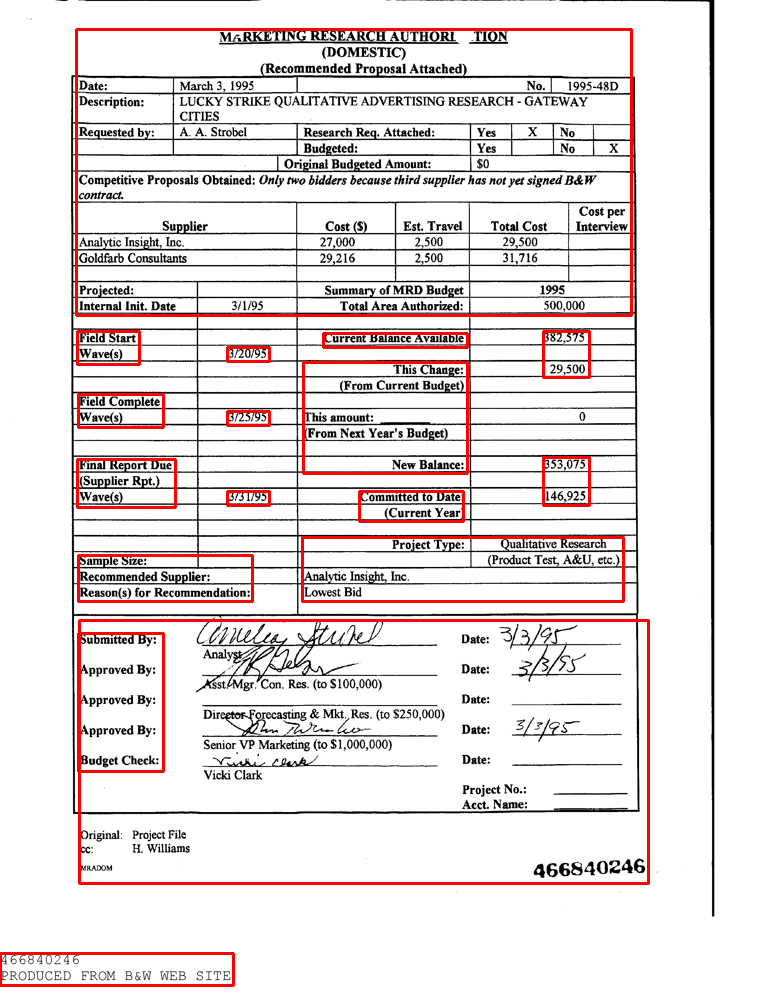 MARKETING RESEARCH AUTHORI TION
(DOMESTIC)
(Recommended Proposal Attached)
Date: March 3, 1995 No. 1995-48D
Description: LUCKY STRIKE QUALITATIVE ADVERTISING RESEARCH - GATEWAY
CITIES
Requested by: A. A. Strobel Research Req. Attached: Yes X No
Budgeted: Yes No X
Original Budgeted Amount: $0
Competitive Proposals Obtained: Only two bidders because third supplier has not yet signed B&W
contract.
Supplier Cost ($) Est. Travel Total Cost Cost per Interview
Analytic Insight, Inc. 27,000 2,500 29,500
Goldfarb Consultants 29,216 2,500 31,716
Projected: Summary of MRD Budget 1995
Internal Init. Date 3/1/95 Total Area Authorized: 500,000
Field Start Current Balance Available 382,575
Wave(s) 3/20/95
This Change: 29,500
(From Current Budget)
Field Complete
Wave(s) 3/25/95 This amount: 0
(From Next Year's Budget)
Final Report Due New Balance: 353,075
(Supplier Rpt.)
Wave(s) 3/31/95 Committed to Date 146,925
(Current Year
Project Type: Qualitative Research
Sample Size: (Product Test, A&U, etc.)
Recommended Supplier: Analytic Insight, Inc.
Reason(s) for Recommendation: Lowest Bid
Submitted By: Date: 3/3/95
Analyst
Approved By: Date: 3/3/95
Asst. Mgr. Con. Res. (to $100,000)
Approved By: Date:
Director Forecasting & Mkt. Res. (to $250,000)
Approved By: Date: 3/3/95
Senior VP Marketing (to $1,000,000)
Budget Check: Vicki Clark Date:
Vicki Clark
Project No.:
Acct. Name:
Original: Project File
cc: H. Williams
MRADOM
466840246
466840246
PRODUCED FROM B&W WEB SITE